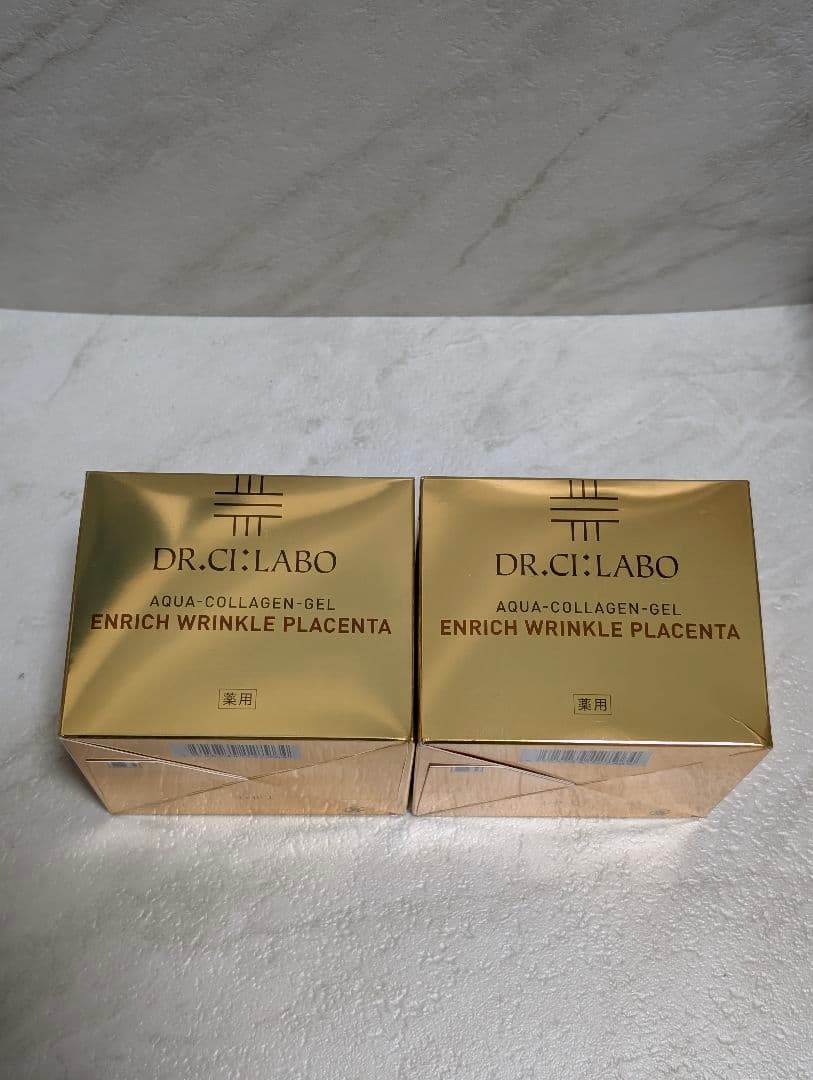 DR.CI:LABO
AQUA-COLLAGEN-GEL
ENRICH WRINKLE PLACENTA
薬用
DR.CI:LABO
AQUA-COLLAGEN-GEL
ENRICH WRINKLE PLACENTA
薬用